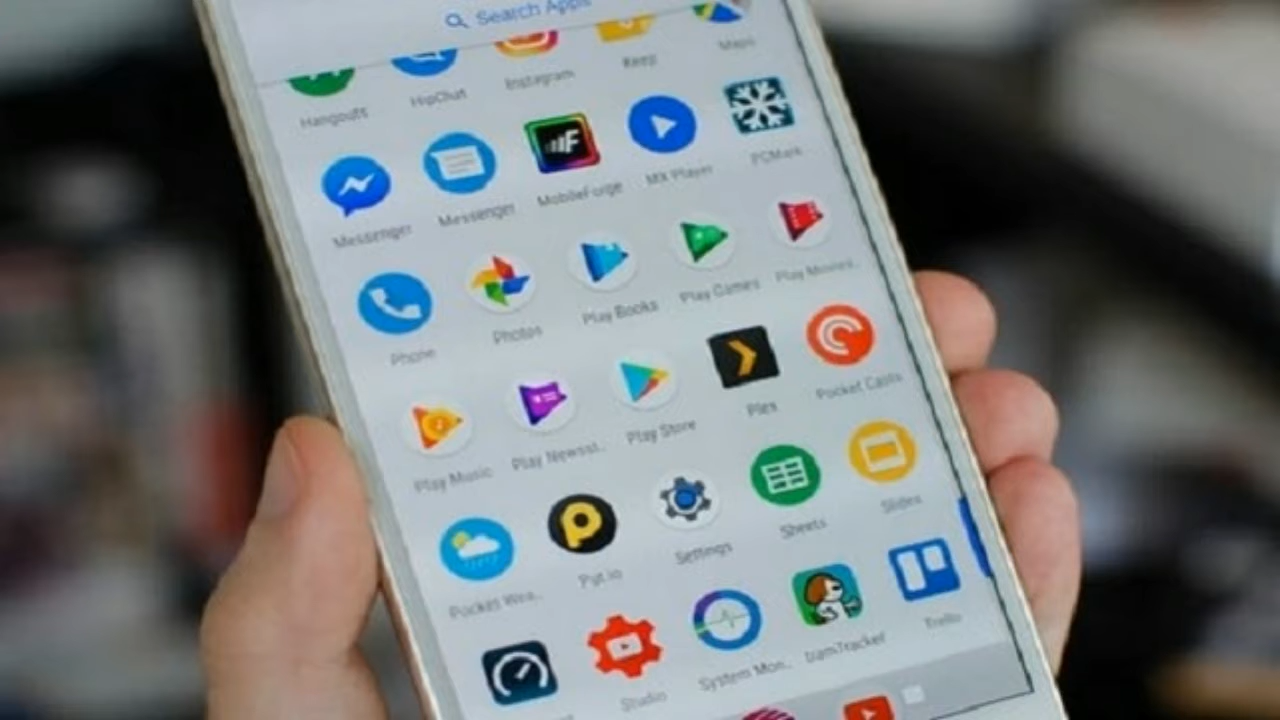 Search Apps
Hangouts HipChat Instagram Keep Maps
Messenger Messenger MobileForge MX Player PCMark
Phone Photos Play Books Play Games Play Movies..
Play Music Play Newsst.. Play Store Plex Pocket Casts
Pocket Wea.. Pyt.io Settings Sheets Slides
Studio System Mon.. tramTracker Trello